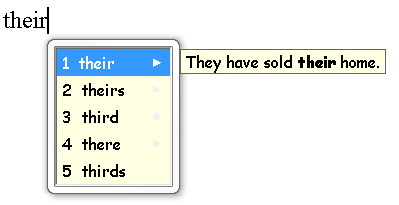 their
1 their
They have sold their home.
2 theirs
3 third
4 there
5 thirds